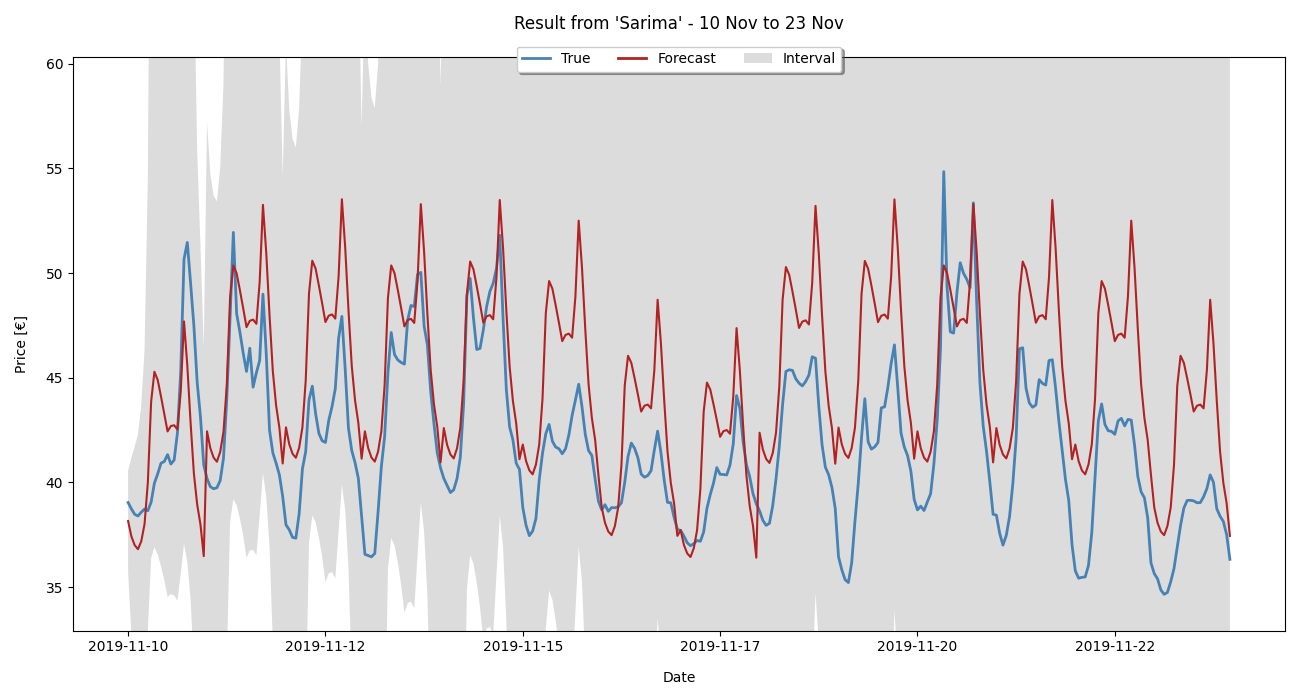 Result from 'Sarima' - 10 Nov to 23 Nov
True Forecast Interval
60
55
50
45
40
35
Price [€]
2019-11-10 2019-11-12 2019-11-15 2019-11-17 2019-11-20 2019-11-22
Date